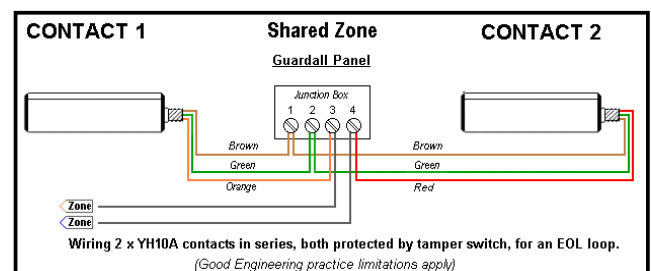 CONTACT 1
Shared Zone
CONTACT 2
Guardall Panel
Junction Box
1 2 3 4
Brown
Brown
Green
Green
Orange
Red
Zone
Zone
Wiring 2 x YH10A contacts in series, both protected by tamper switch, for an EOL loop.
(Good Engineering practice limitations apply)